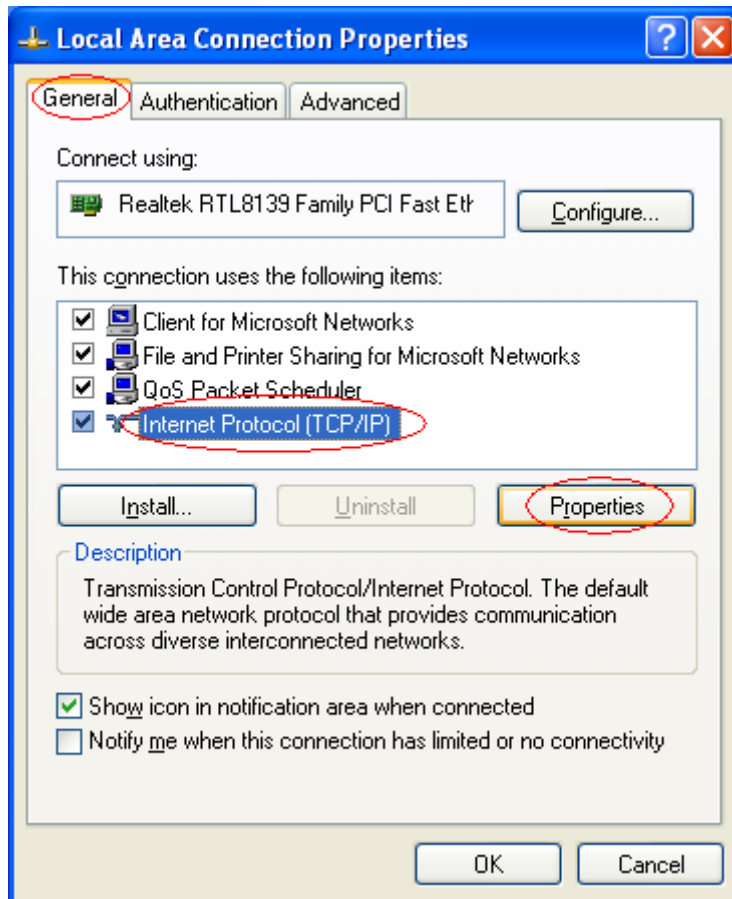 Local Area Connection Properties
General Authentication Advanced
Connect using:
Realtek RTL8139 Family PCI Fast Eth
Configure...
This connection uses the following items:
Client for Microsoft Networks
File and Printer Sharing for Microsoft Networks
QoS Packet Scheduler
Internet Protocol (TCP/IP)
Install... Uninstall Properties
Description
Transmission Control Protocol/Internet Protocol. The default
wide area network protocol that provides communication
across diverse interconnected networks.
Show icon in notification area when connected
Notify me when this connection has limited or no connectivity
OK Cancel